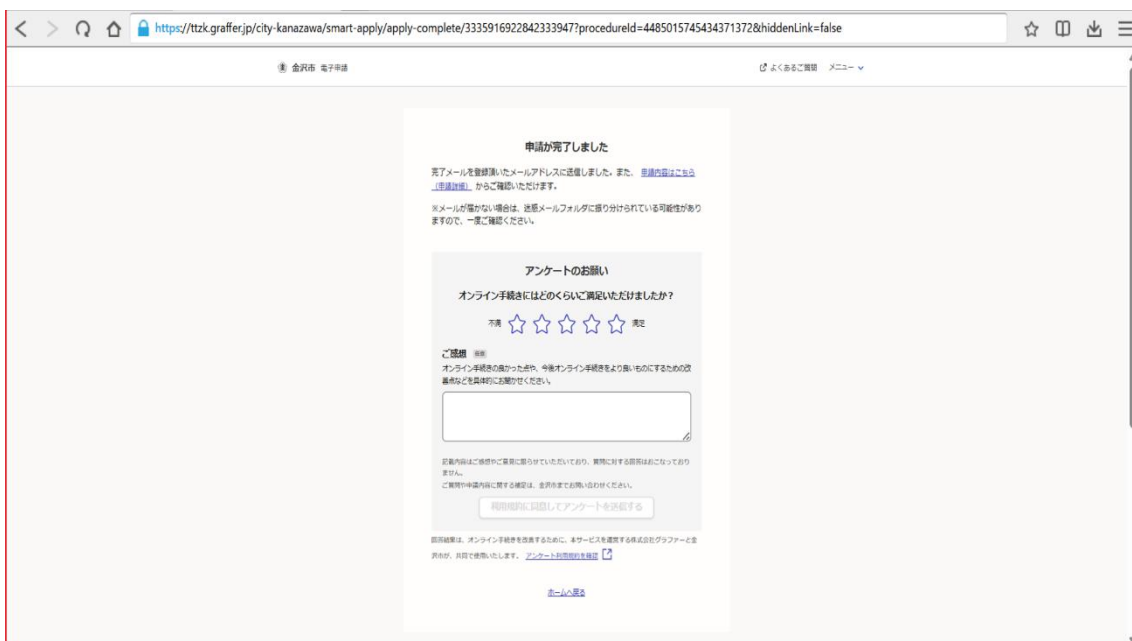 https://ttzk.graffer.jp/city-kanazawa/smart-apply/apply-complete/3335916922842333947?procedureId=4485015745434371372&hiddenLink=false
金沢市 電子申請
よくあるご質問 メニュー
申請が完了しました
完了メールを登録頂いたメールアドレスに送信しました。また、 申請内容はこちら
（申請詳細） からご確認いただけます。
※メールが届かない場合は、迷惑メールフォルダに振り分けられている可能性があり
ますので、一度ご確認ください。
アンケートのお願い
オンライン手続きにはどのくらいご満足いただけましたか？
不満 満足
ご感想 任意
オンライン手続きの良かった点や、今後オンライン手続きをより良いものにするための改
善点などを具体的にお聞かせください。
記載内容はご感想やご意見に限らせていただいており、質問に対する回答はおこなっており
ません。
ご質問や申請内容に関する補足は、金沢市までお問い合わせください。
利用規約に同意してアンケートを送信する
回答結果は、オンライン手続きを改善するために、本サービスを運営する株式会社グラファーと金
沢市が、共同で使用いたします。 アンケート利用規約を確認
ホームへ戻る